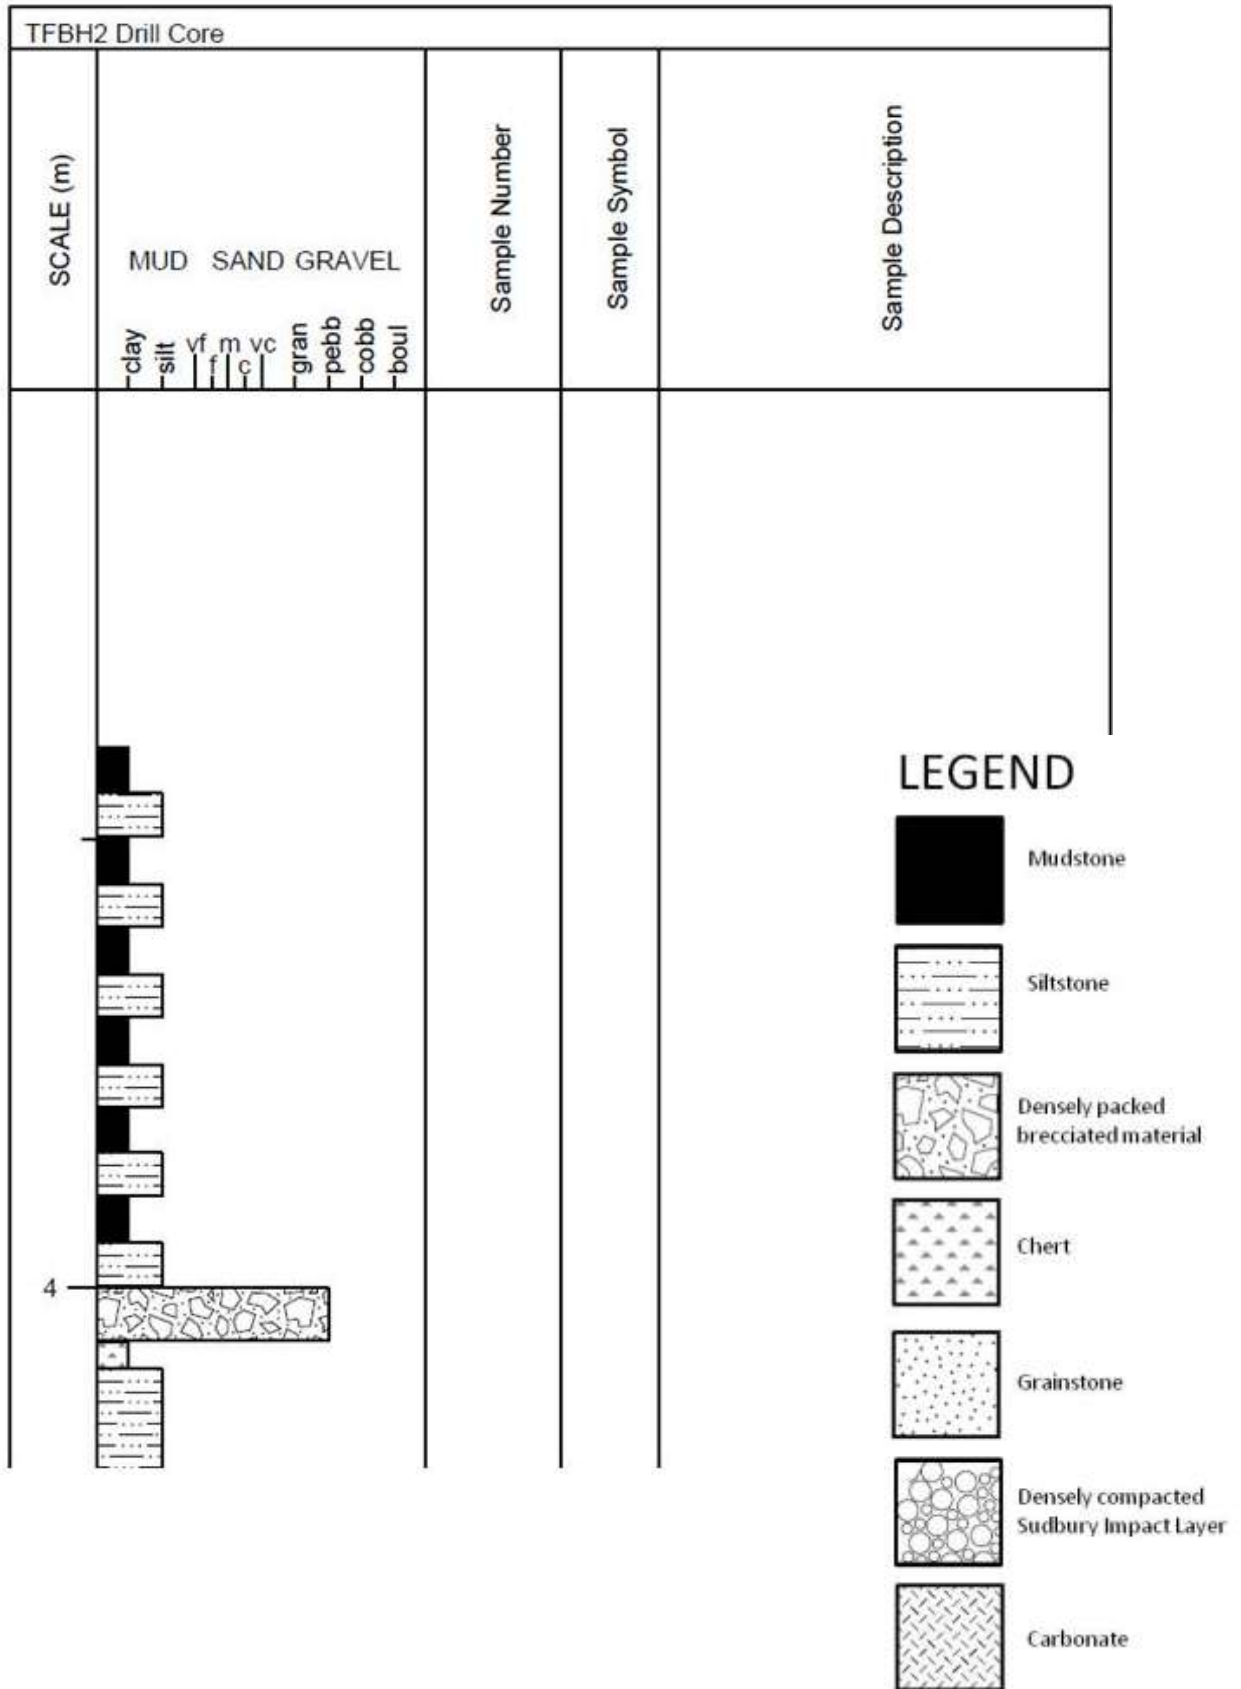 TFBH2 Drill Core
SCALE (m)
MUD SAND GRAVEL
clay
silt
vf
f
m
c
vc
gran
pebb
cobb
boul
Sample Number
Sample Symbol
Sample Description
4
LEGEND
Mudstone
Siltstone
Densely packed
brecciated material
Chert
Grainstone
Densely compacted
Sudbury Impact Layer
Carbonate